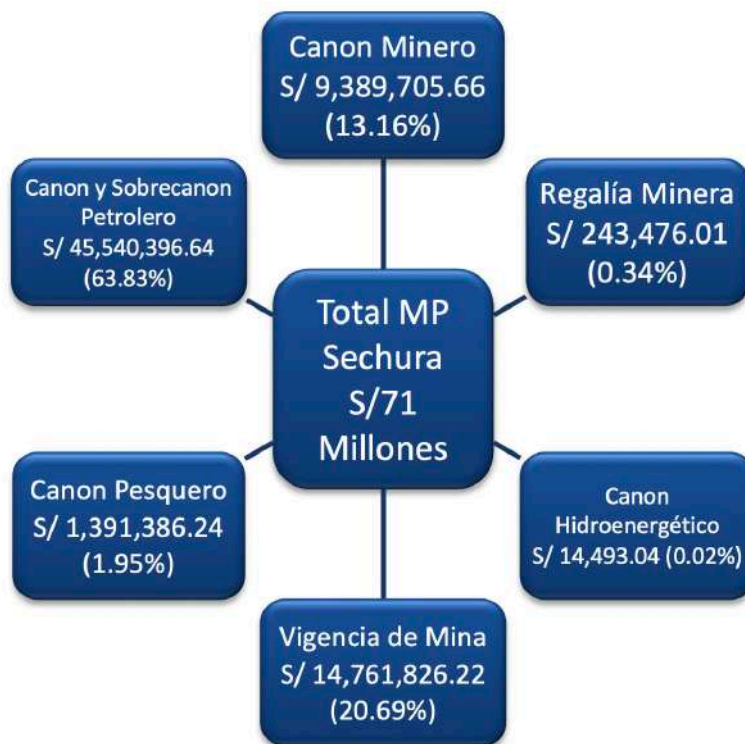 Canon Minero
S/ 9,389,705.66
(13.16%)
Canon y Sobrecanon
Petrolero
S/ 45,540,396.64
(63.83%)
Regalía Minera
S/ 243,476.01
(0.34%)
Total MP
Sechura
S/71
Millones
Canon Pesquero
S/ 1,391,386.24
(1.95%)
Canon
Hidroenergético
S/ 14,493.04 (0.02%)
Vigencia de Mina
S/ 14,761,826.22
(20.69%)